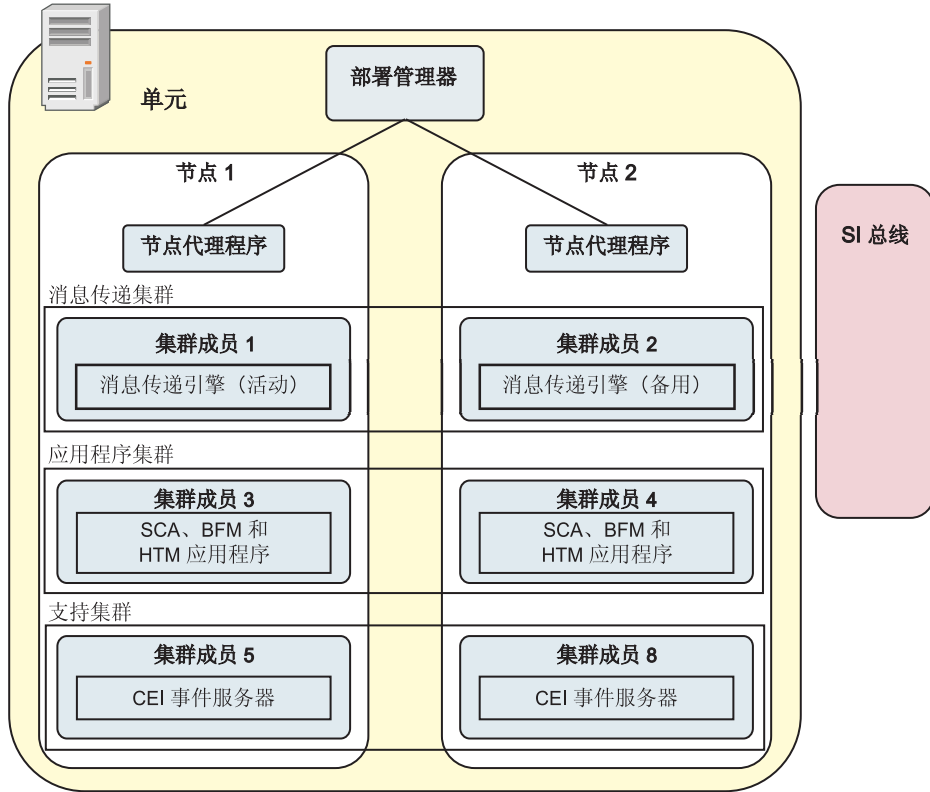 部署管理器
单元
节点 1
节点 2
SI 总线
节点代理程序
节点代理程序
消息传递集群
集群成员 1
消息传递引擎（活动）
集群成员 2
消息传递引擎（备用）
应用程序集群
集群成员 3
SCA、BFM 和
HTM 应用程序
集群成员 4
SCA、BFM 和
HTM 应用程序
支持集群
集群成员 5
CEI 事件服务器
集群成员 8
CEI 事件服务器